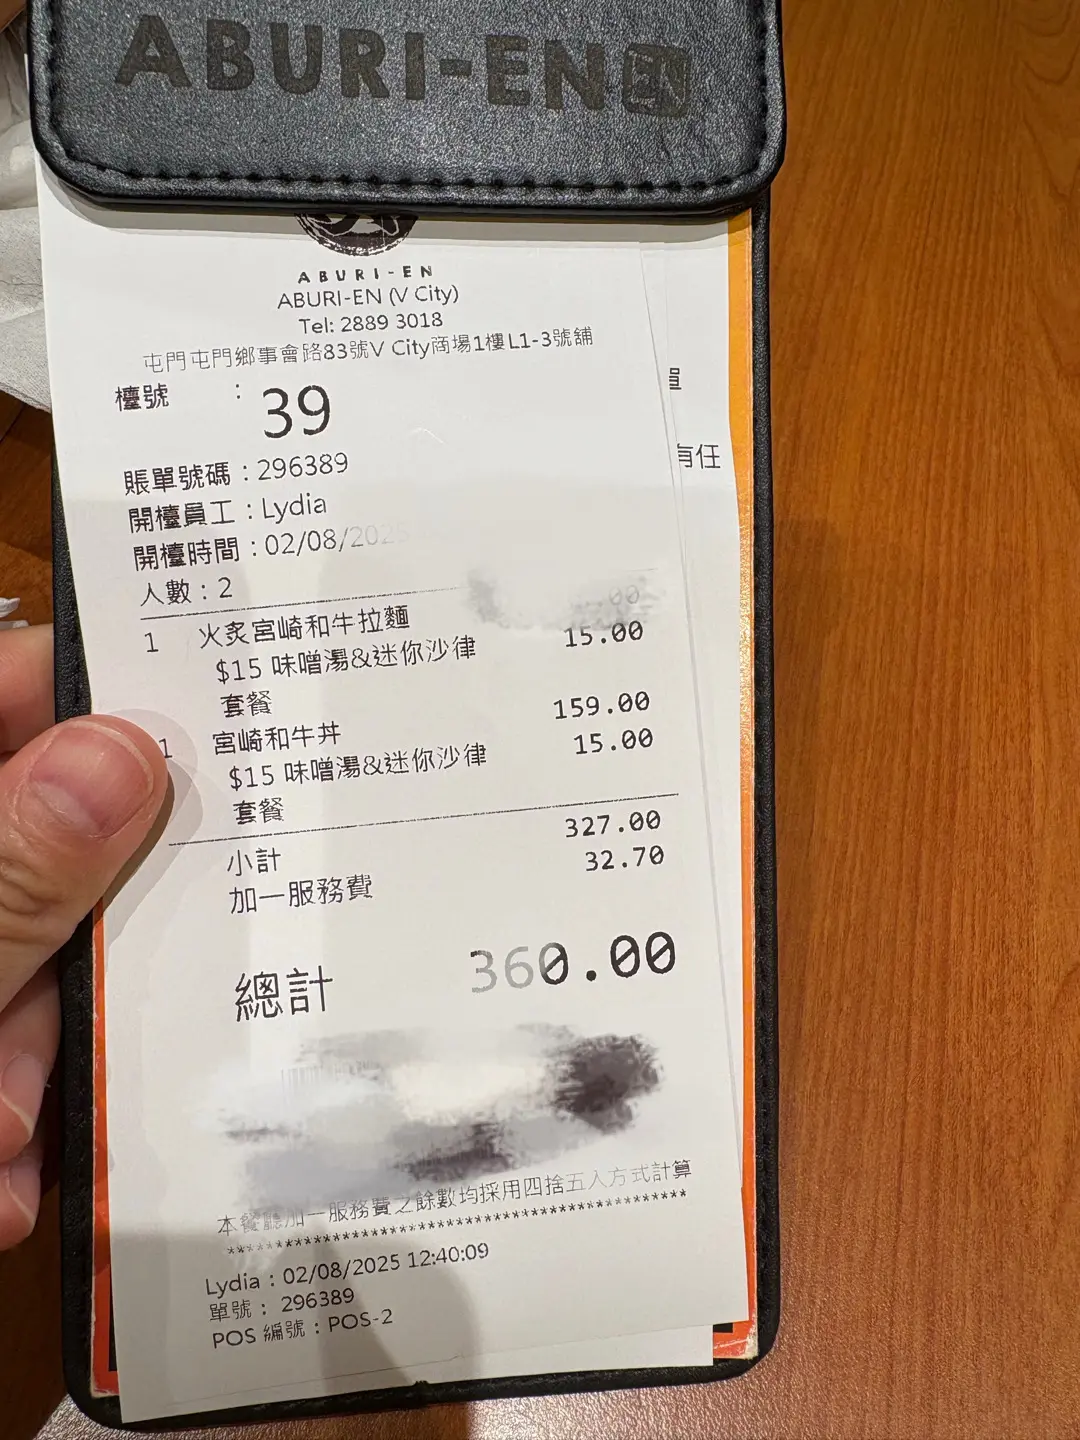 ABURI-EN
ABURI-EN
ABURI-EN (V City)
Tel: 2889 3018
屯門屯門鄉事會路83號V City商場1樓L1-3號舖
檯號 : 39
賬單號碼 : 296389
開檯員工 : Lydia
開檯時間 : 02/08/2025
人數 : 2
1 火炙宮崎和牛拉麵 00
$15 味噌湯&迷你沙律 15.00
套餐
1 宮崎和牛丼 159.00
$15 味噌湯&迷你沙律 15.00
套餐
小計 327.00
加一服務費 32.70
總計 360.00
本餐廳加一服務費之餘數均採用四捨五入方式計算
Lydia : 02/08/2025 12:40:09
單號 : 296389
POS 編號 : POS-2
單
有任